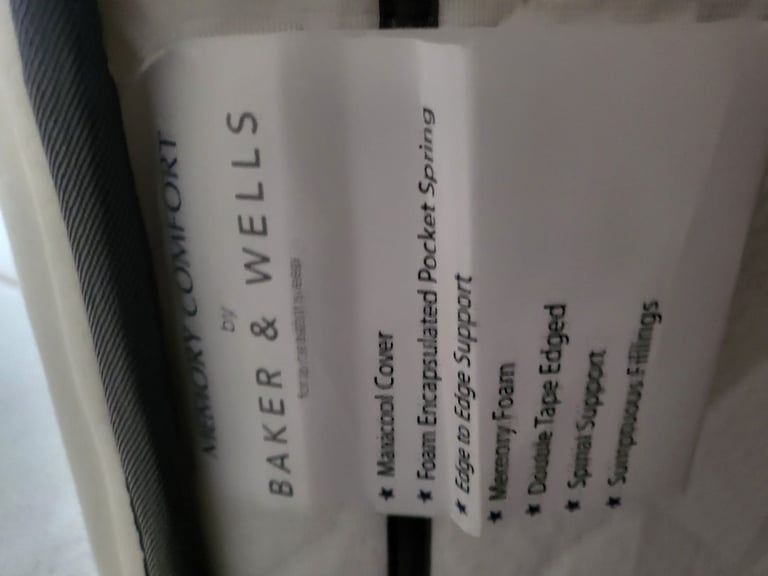 MEMORY COMFORT
by
BAKER & WELLS
★ Maxicool Cover
★ Foam Encapsulated Pocket Spring
★ Edge to Edge Support
★ Memory Foam
★ Double Tape Edged
★ Spinal Support
★ Sumptuous Fillings